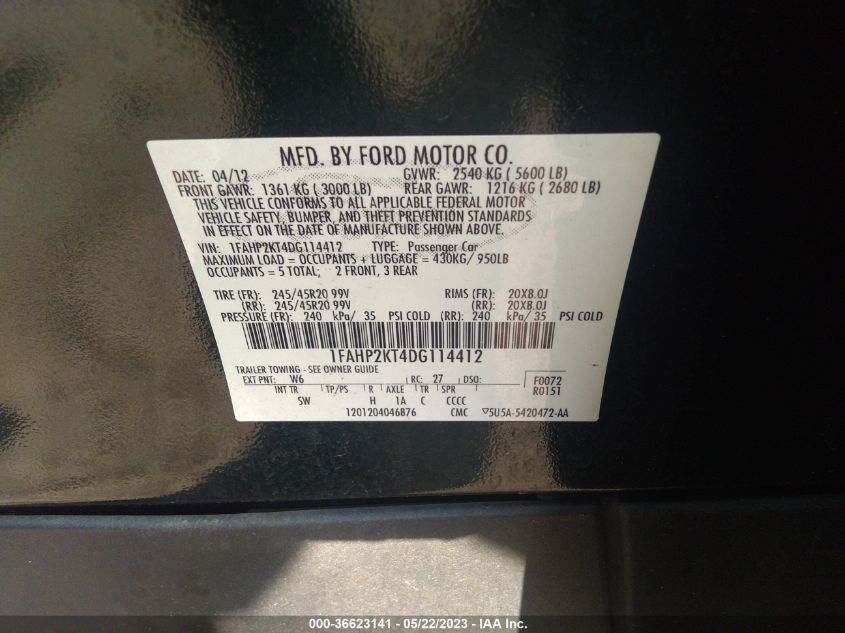 MFD. BY FORD MOTOR CO.
DATE: 04/12 GVWR: 2540 KG ( 5600 LB)
FRONT GAWR: 1361 KG ( 3000 LB) REAR GAWR: 1216 KG ( 2680 LB)
THIS VEHICLE CONFORMS TO ALL APPLICABLE FEDERAL MOTOR
VEHICLE SAFETY, BUMPER, AND THEFT PREVENTION STANDARDS
IN EFFECT ON THE DATE OF MANUFACTURE SHOWN ABOVE.
VIN: 1FAHP2KT4DG114412 TYPE: Passenger Car
MAXIMUM LOAD = OCCUPANTS + LUGGAGE = 430KG/ 950LB
OCCUPANTS = 5 TOTAL; 2 FRONT, 3 REAR
TIRE (FR): 245/45R20 99V RIMS (FR): 20X8.0J
(RR): 245/45R20 99V (RR): 20X8.0J
PRESSURE (FR): 240 kPa/ 35 PSI COLD (RR): 240 kPa/ 35 PSI COLD
1FAHP2KT4DG114412
TRAILER TOWING - SEE OWNER GUIDE
EXT PNT: W6 RC: 27 DSO: F0072
INT TR TP/PS R AXLE TR SPR R0151
SW H 1A C CCCC
1201204046876 CMC ▽5U5A-5420472-AA
000-36623141 - 05/22/2023 - IAA Inc.